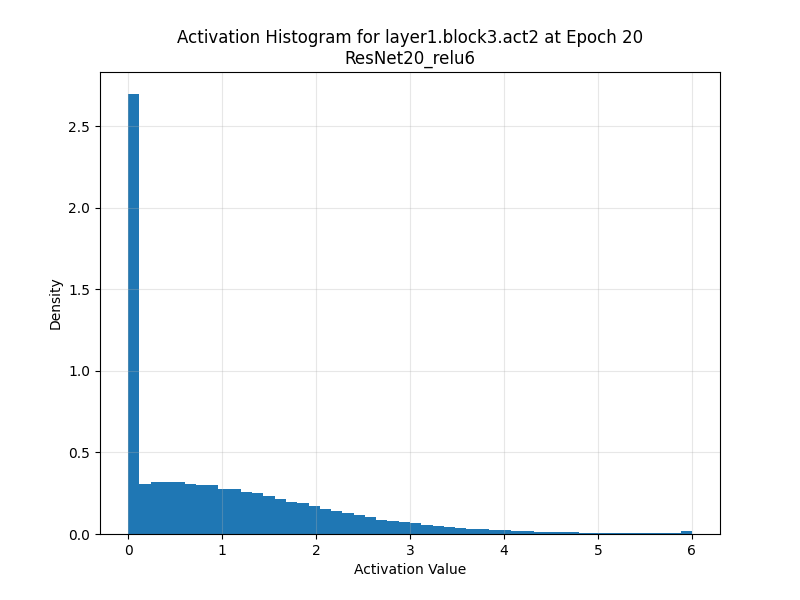 Activation Histogram for layer1.block3.act2 at Epoch 20
ResNet20_relu6
2.5
2.0
1.5
1.0
0.5
0.0
Density
0 1 2 3 4 5 6
Activation Value